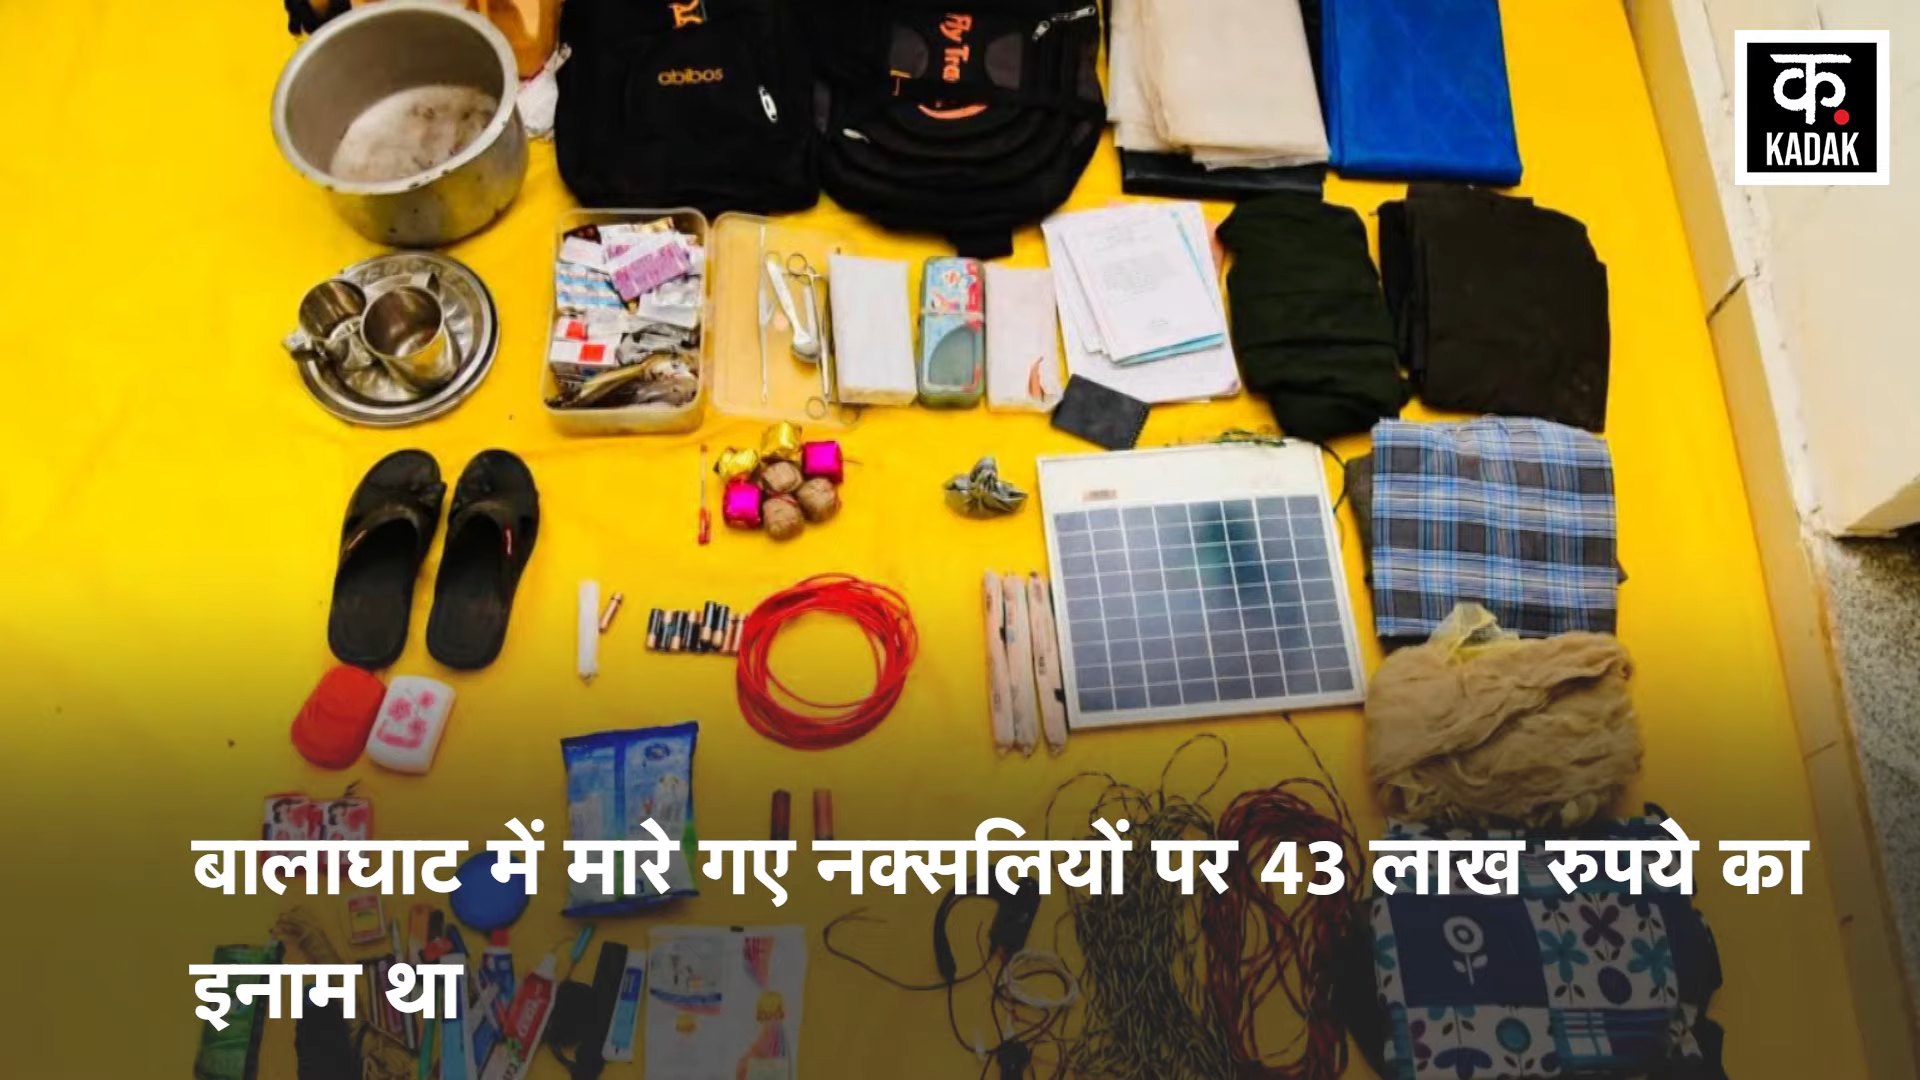 abibos
क
KADAK
बालाघाट में मारे गए नक्सलियों पर 43 लाख रुपये का
इनाम था